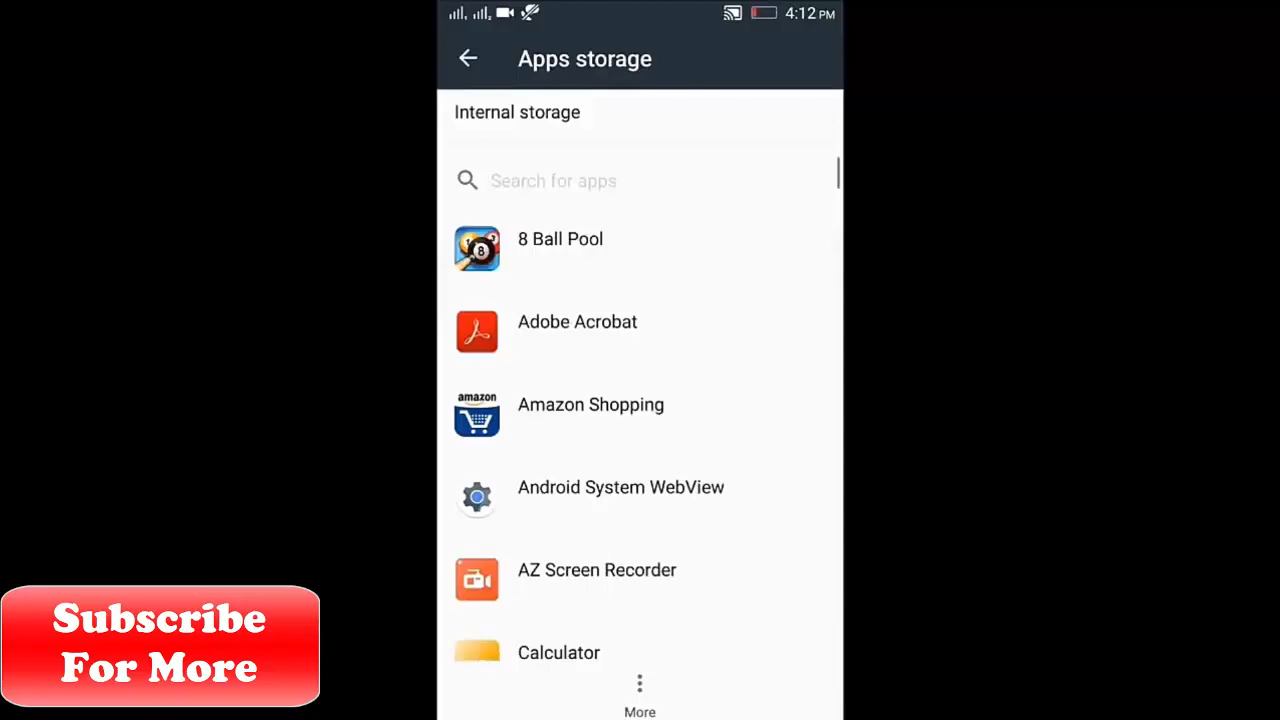 4:12 PM
Apps storage
Internal storage
Search for apps
8 Ball Pool
8
Adobe Acrobat
amazon
Amazon Shopping
Android System WebView
AZ Screen Recorder
Calculator
More
Subscribe
For More